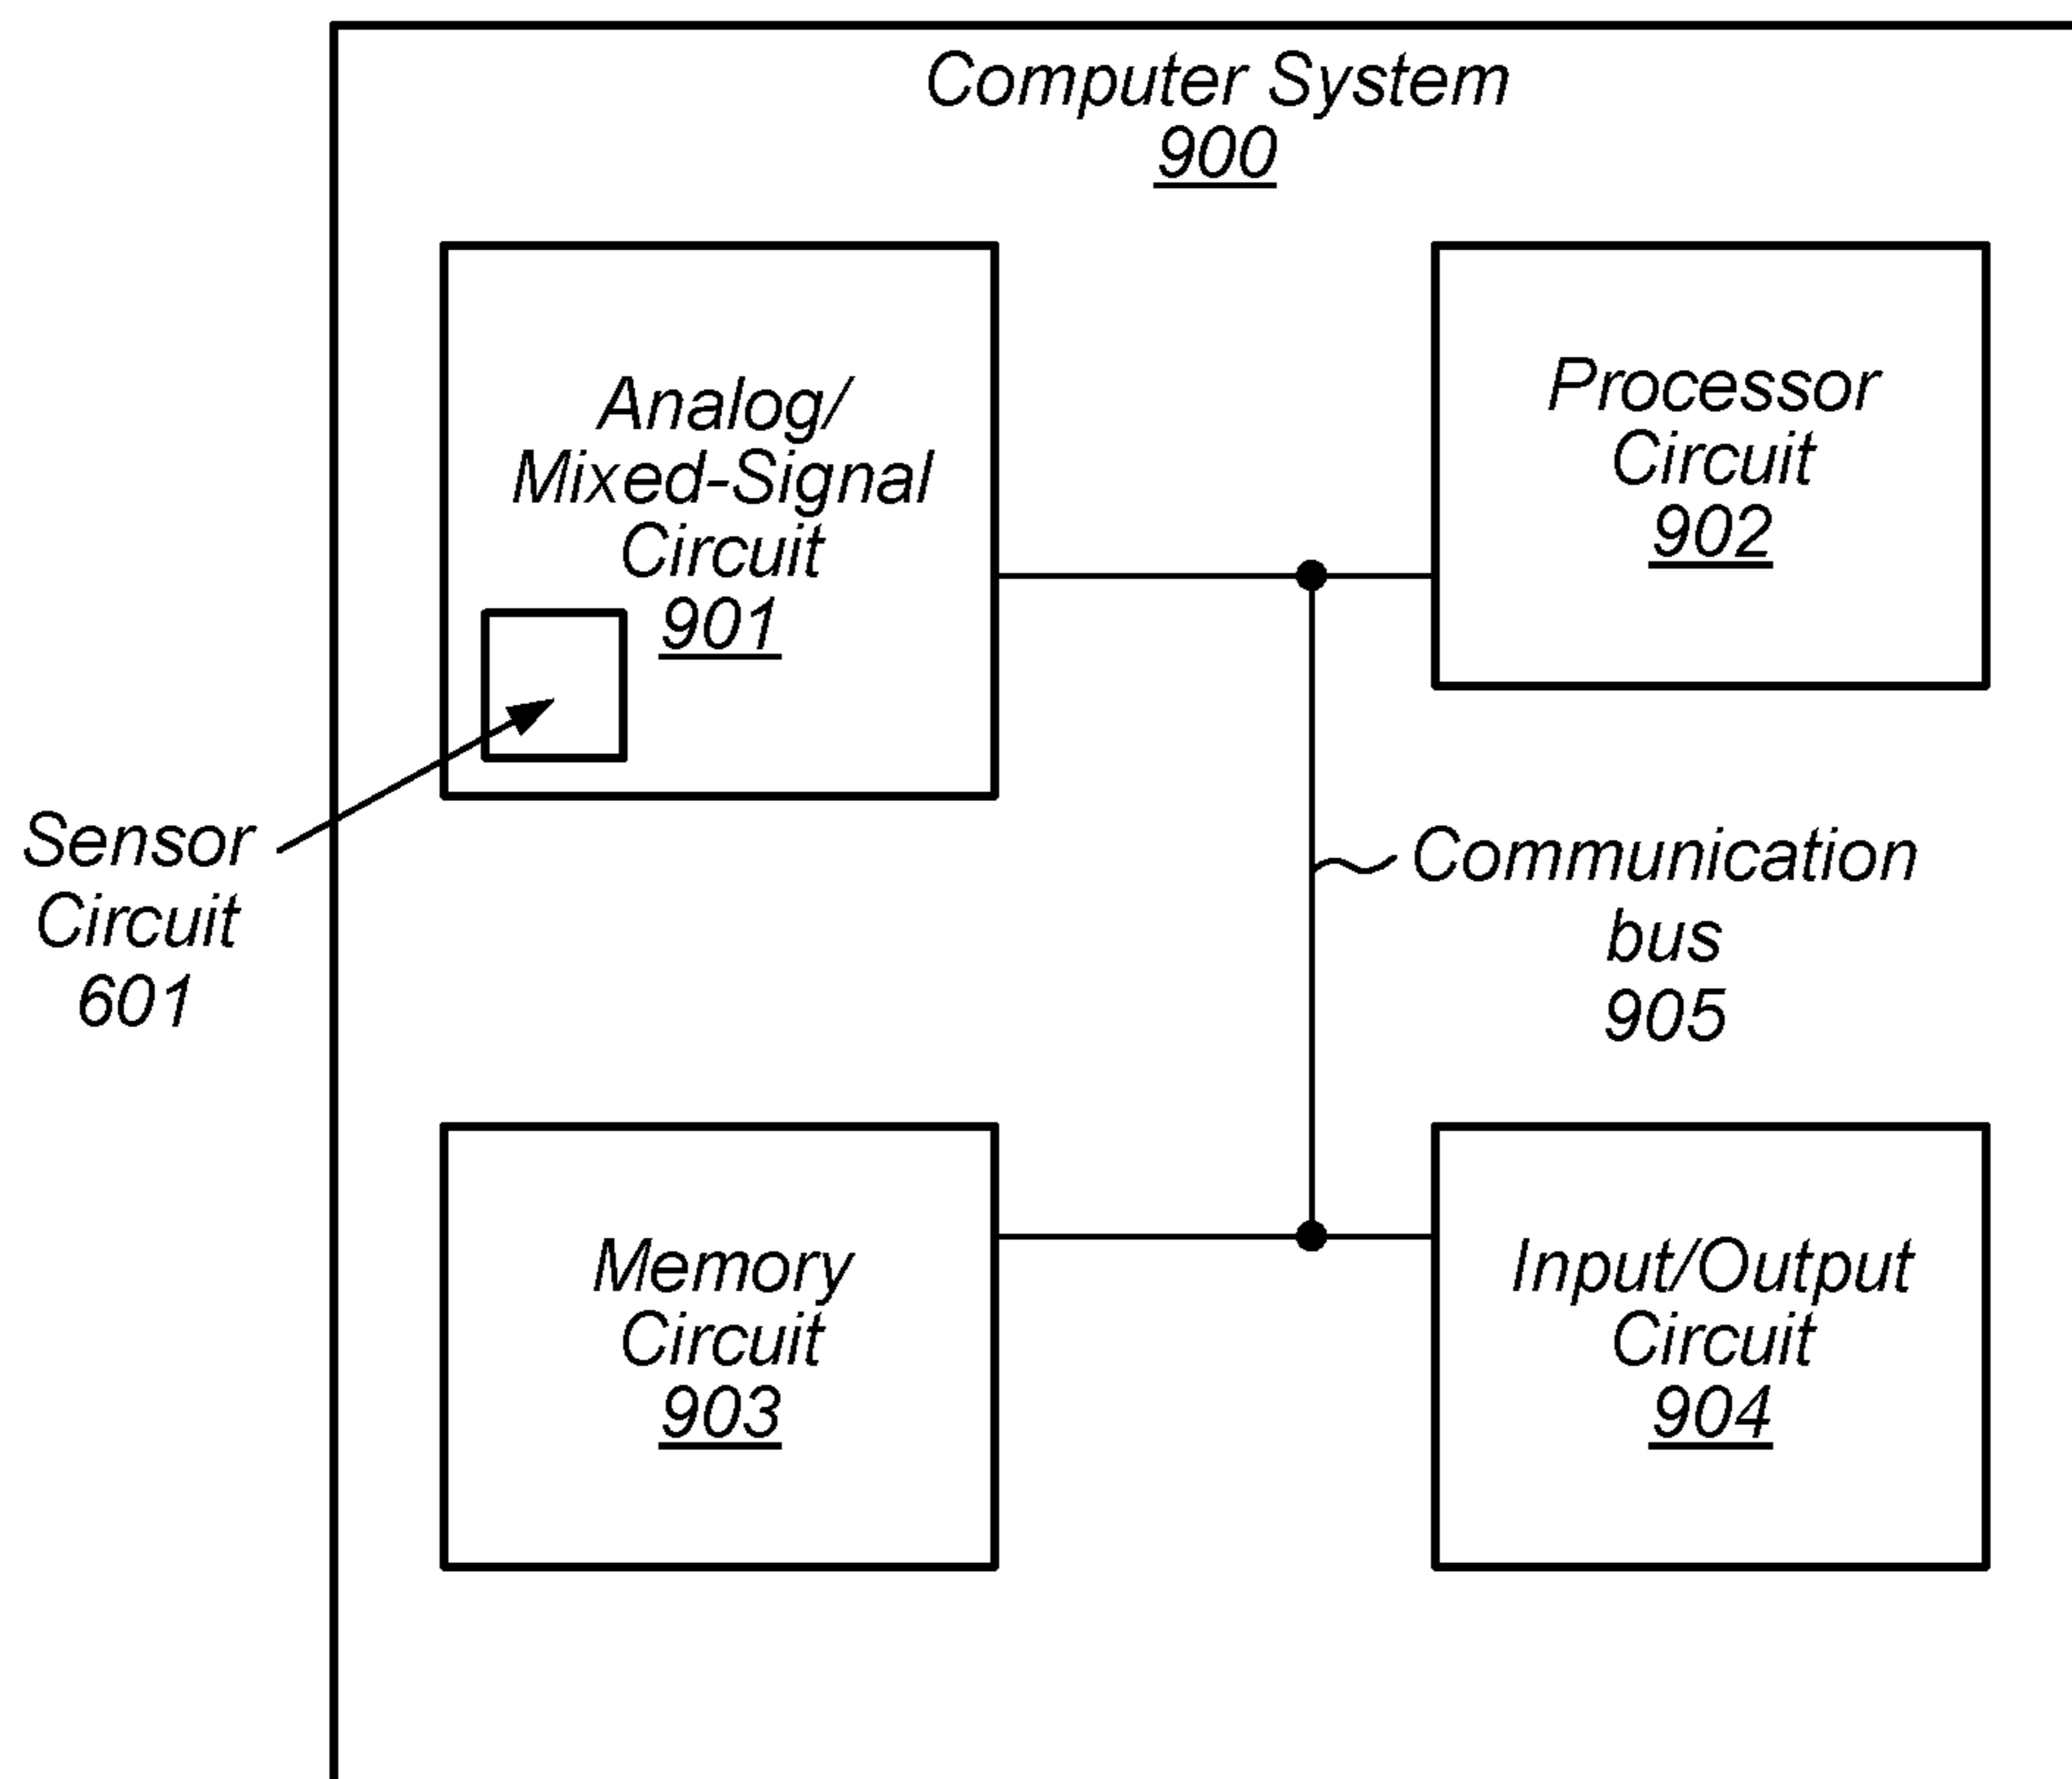 Computer System
900
Analog/
Mixed-Signal
Circuit
901
Processor
Circuit
902
Sensor
Circuit
601
Communication
bus
905
Memory
Circuit
903
Input/Output
Circuit
904